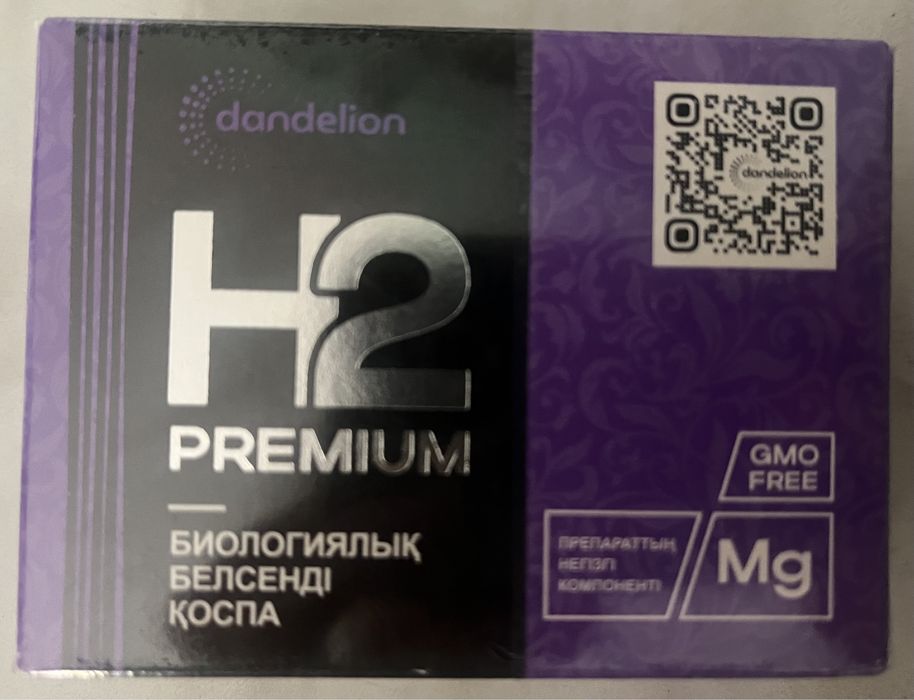 dandelion
H2
PREMIUM
БИОЛОГИЯЛЫҚ
БЕЛСЕНДІ
ҚОСПА
dandelion
GMO
FREE
ПРЕПАРАТТЫҢ
НЕГІЗГІ
КОМПОНЕНТІ
Mg